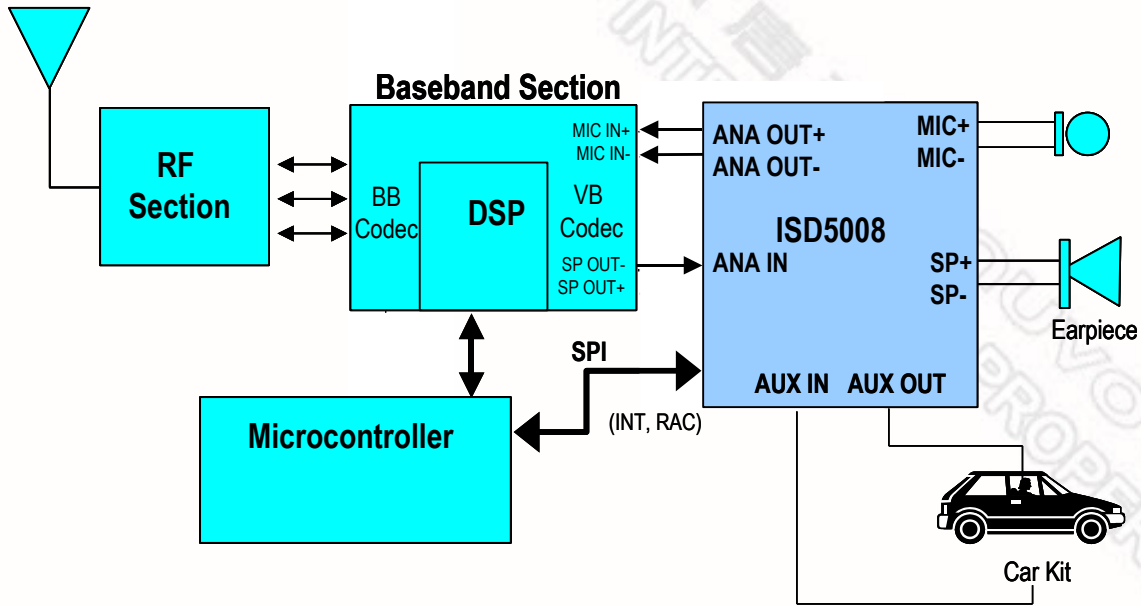 Baseband Section
RF
Section
BB
Codec
DSP
MIC IN+
MIC IN-
VB
Codec
SP OUT-
SP OUT+
ANA OUT+
ANA OUT-
ISD5008
ANA IN
MIC+
MIC-
SP+
SP-
AUX IN AUX OUT
Earpiece
SPI
(INT, RAC)
Microcontroller
Car Kit